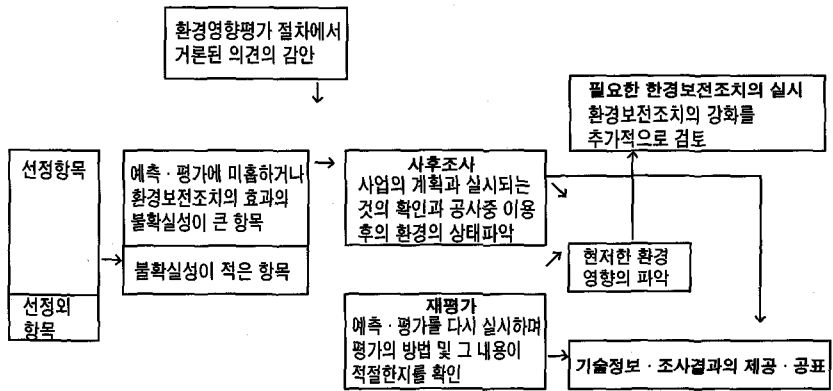 환경영향평가 절차에서
거론된 의견의 감안
필요한 한경보전조치의 실시
환경보전조치의 강화를
추가적으로 검토
선정항목
예측·평가에 미흡하거나
환경보전조치의 효과의
불확실성이 큰 항목
사후조사
사업의 계획과 실시되는
것의 확인과 공사중 이용
후의 환경의 상태파악
불확실성이 적은 항목
현저한 환경
영향의 파악
선정외
항목
재평가
예측·평가를 다시 실시하며
평가의 방법 및 그 내용이
적절한지를 확인
기술정보·조사결과의 제공·공표